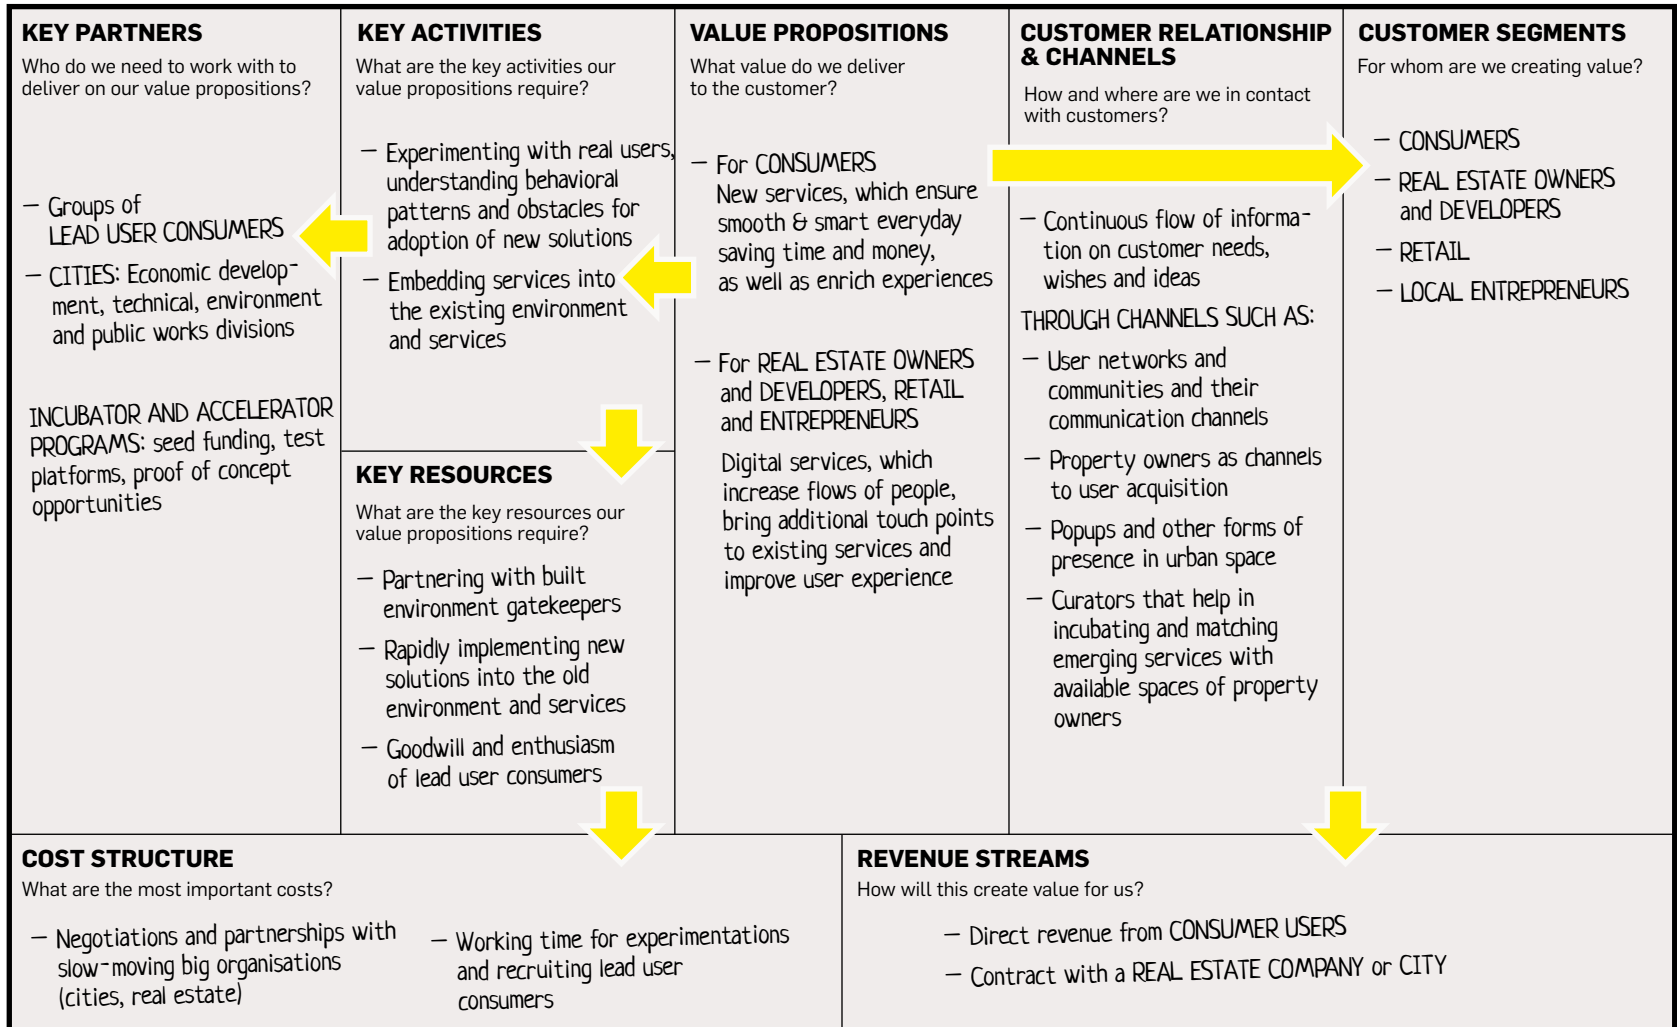 KEY PARTNERS
Who do we need to work with to
deliver on our value propositions?
— Groups of
LEAD USER CONSUMERS
— CITIES: Economic develop-
ment, technical, environment
and public works divisions
INCUBATOR AND ACCELERATOR
PROGRAMS: seed funding, test
platforms, proof of concept
opportunities
KEY ACTIVITIES
What are the key activities our
value propositions require?
— Experimenting with real users,
understanding behavioral
patterns and obstacles for
adoption of new solutions
— Embedding services into
the existing environment
and services
KEY RESOURCES
What are the key resources our
value propositions require?
— Partnering with built
environment gatekeepers
— Rapidly implementing new
solutions into the old
environment and services
— Goodwill and enthusiasm
of lead user consumers
VALUE PROPOSITIONS
What value do we deliver
to the customer?
— For CONSUMERS
New services, which ensure
smooth & smart everyday
saving time and money,
as well as enrich experiences
— For REAL ESTATE OWNERS
and DEVELOPERS, RETAIL
and ENTREPRENEURS
Digital services, which
increase flows of people,
bring additional touch points
to existing services and
improve user experience
CUSTOMER RELATIONSHIP
& CHANNELS
How and where are we in contact
with customers?
— Continuous flow of informa-
tion on customer needs,
wishes and ideas
THROUGH CHANNELS SUCH AS:
— User networks and
communities and their
communication channels
— Property owners as channels
to user acquisition
— Popups and other forms of
presence in urban space
— Curators that help in
incubating and matching
emerging services with
available spaces of property
owners
CUSTOMER SEGMENTS
For whom are we creating value?
— CONSUMERS
— REAL ESTATE OWNERS
and DEVELOPERS
— RETAIL
— LOCAL ENTREPRENEURS
COST STRUCTURE
What are the most important costs?
— Negotiations and partnerships with
slow-moving big organisations
(cities, real estate)
— Working time for experimentations
and recruiting lead user
consumers
REVENUE STREAMS
How will this create value for us?
— Direct revenue from CONSUMER USERS
— Contract with a REAL ESTATE COMPANY or CITY